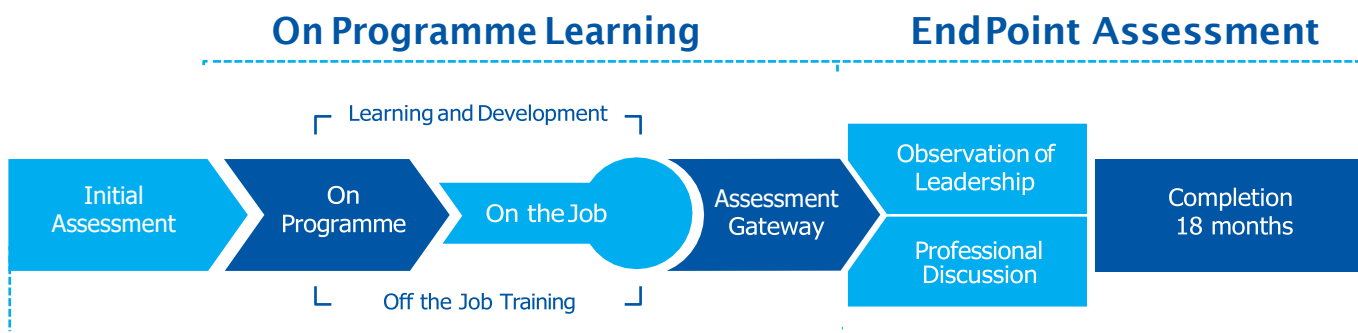 On Programme Learning
EndPoint Assessment
Learning and Development
Initial
Assessment
On
Programme
On the Job
Off the Job Training
Assessment
Gateway
Observation of
Leadership
Professional
Discussion
Completion
18 months